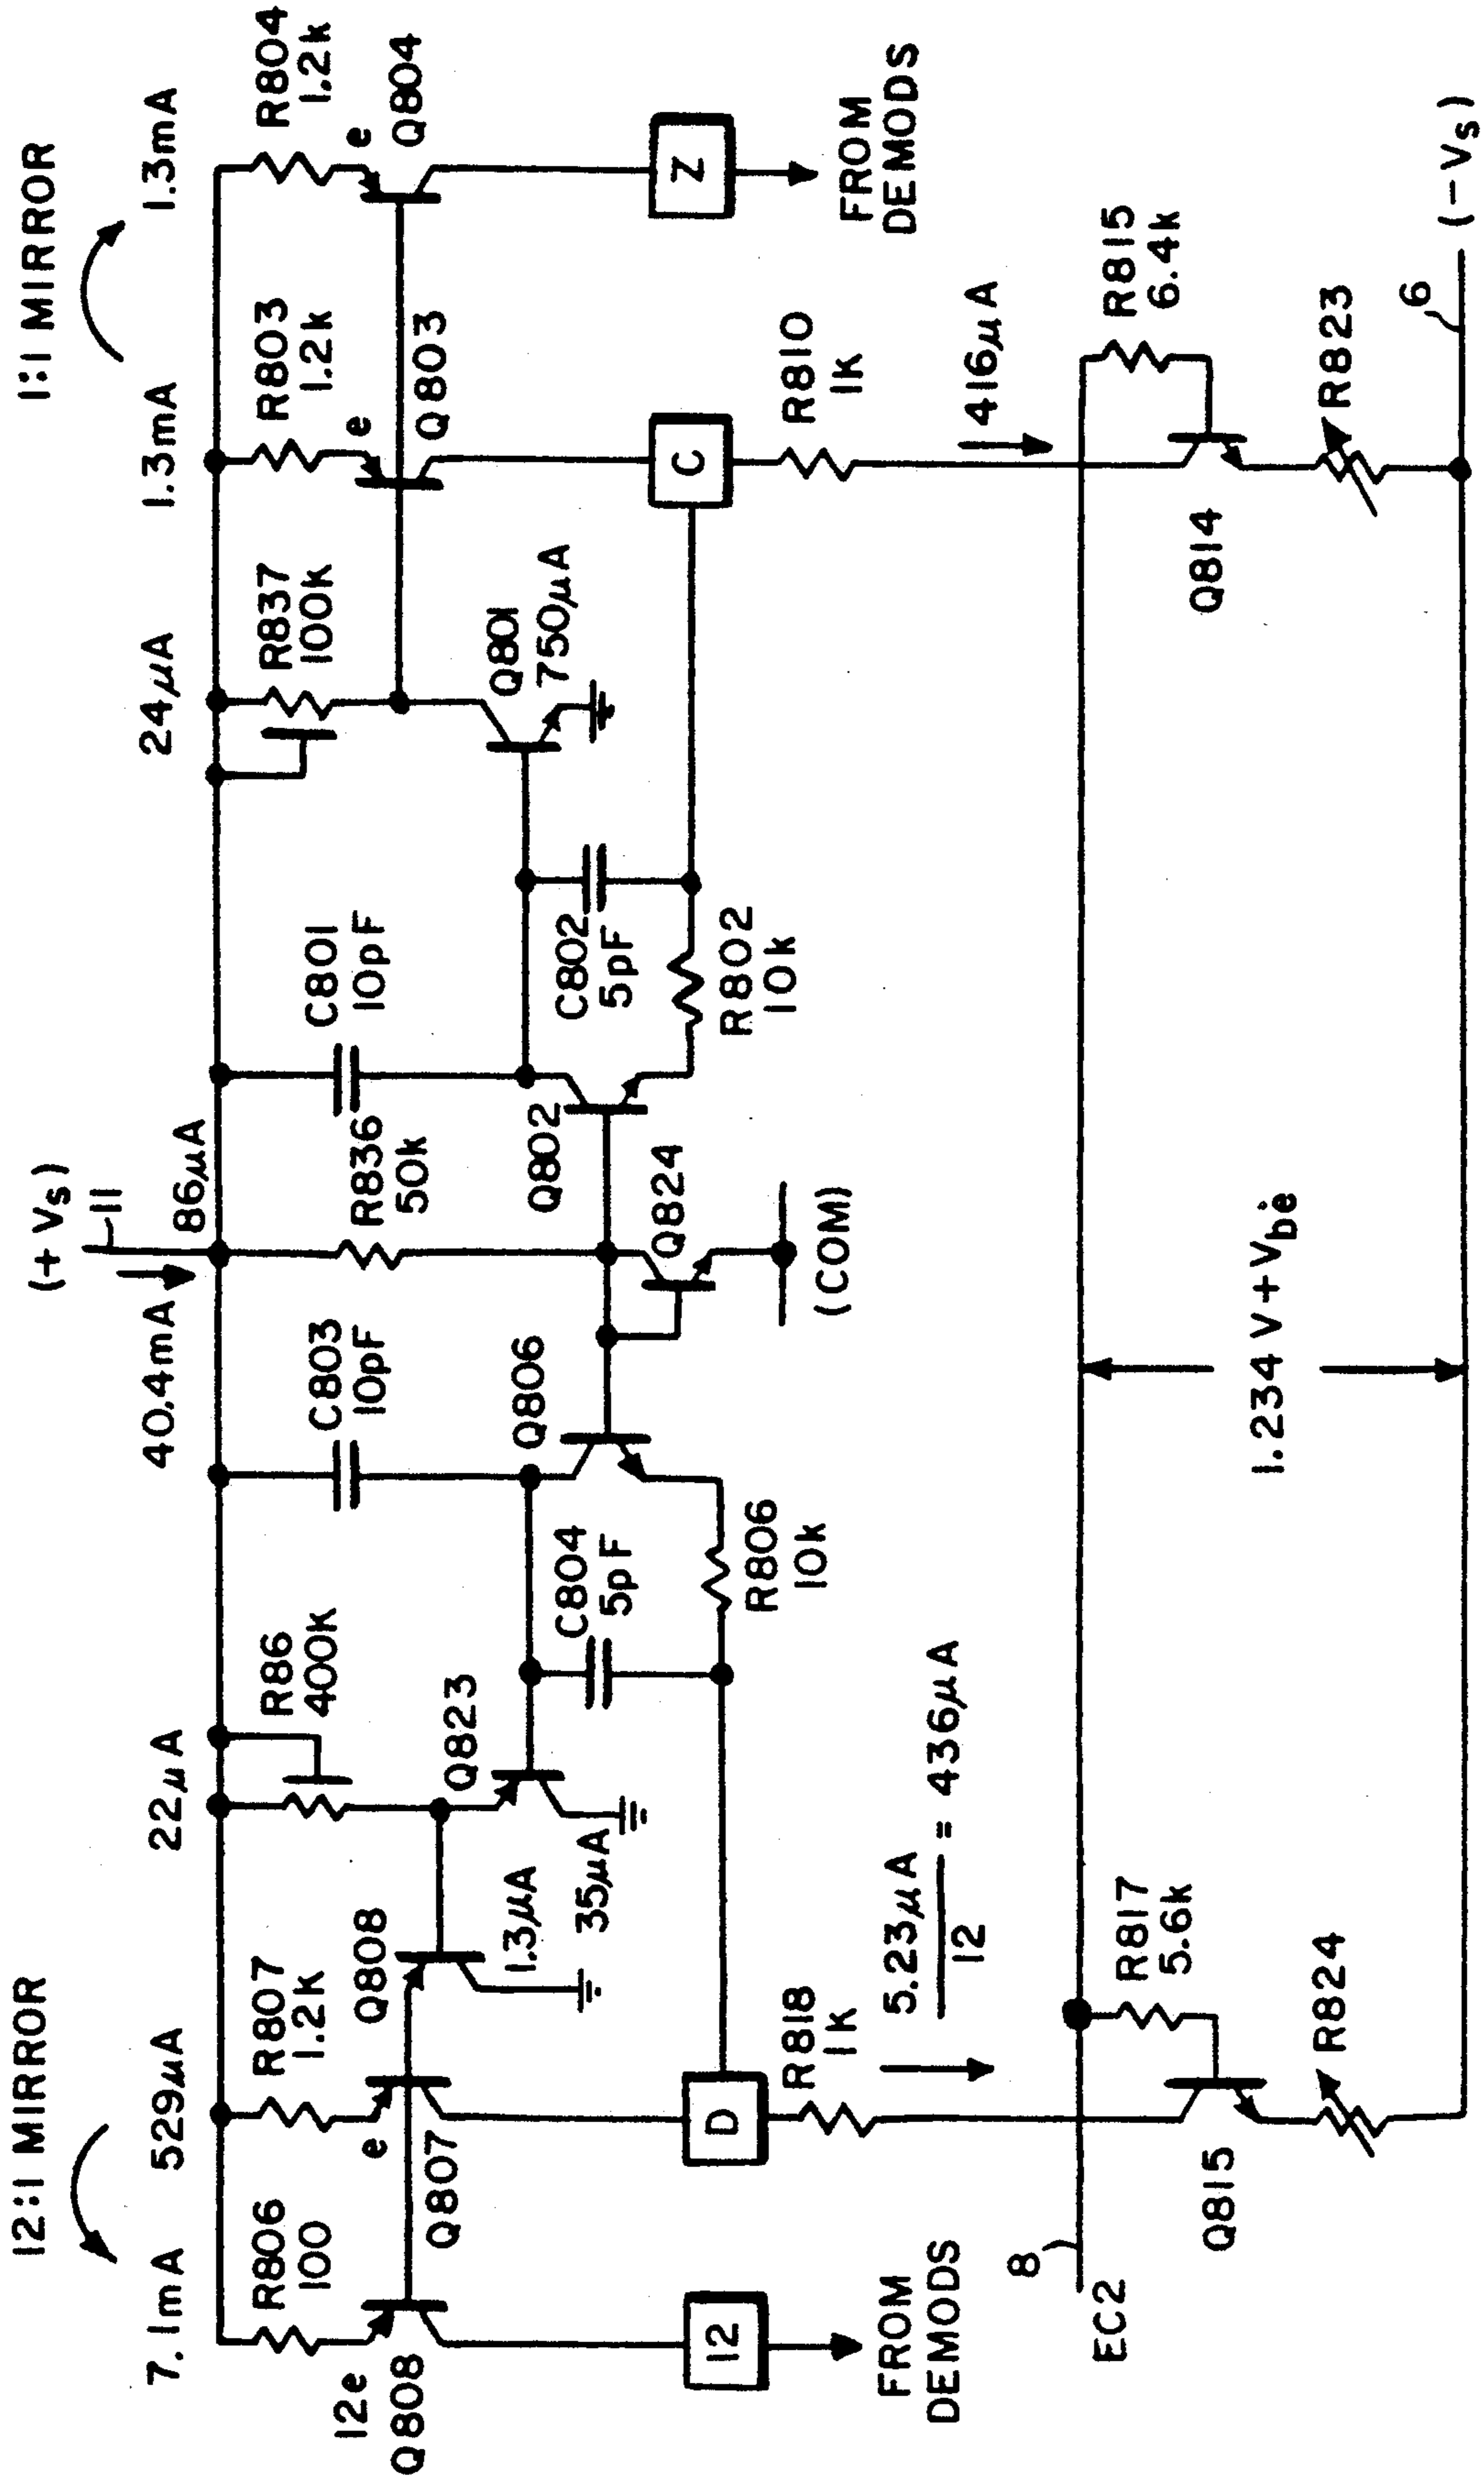 12:1 MIRROR
1:1 MIRROR
(+ Vs)
11
7.1mA
529µA
22µA
40.4mA
86µA
24µA
1.3mA
1.3mA
R806
100
R807
1.2K
R86
400K
C803
10pF
R836
50k
C801
10pF
R837
100K
R803
1.2k
R804
1.2k
12e
Q808
e
Q807
Q808
1.3µA
35µA
Q823
C804
5pF
Q806
Q824
Q802
C802
5pF
Q801
750µA
e
Q803
e
Q804
R806
10k
R802
10k
(COM)
12
D
C
Z
FROM
DEMODS
R818
1K
5.23µA
12
= 436µA
R810
1K
416µA
FROM
DEMODS
8
EC2
R817
5.6k
Q815
R824
1.234 V + Vbe
Q814
R815
6.4k
R823
6
(- Vs)